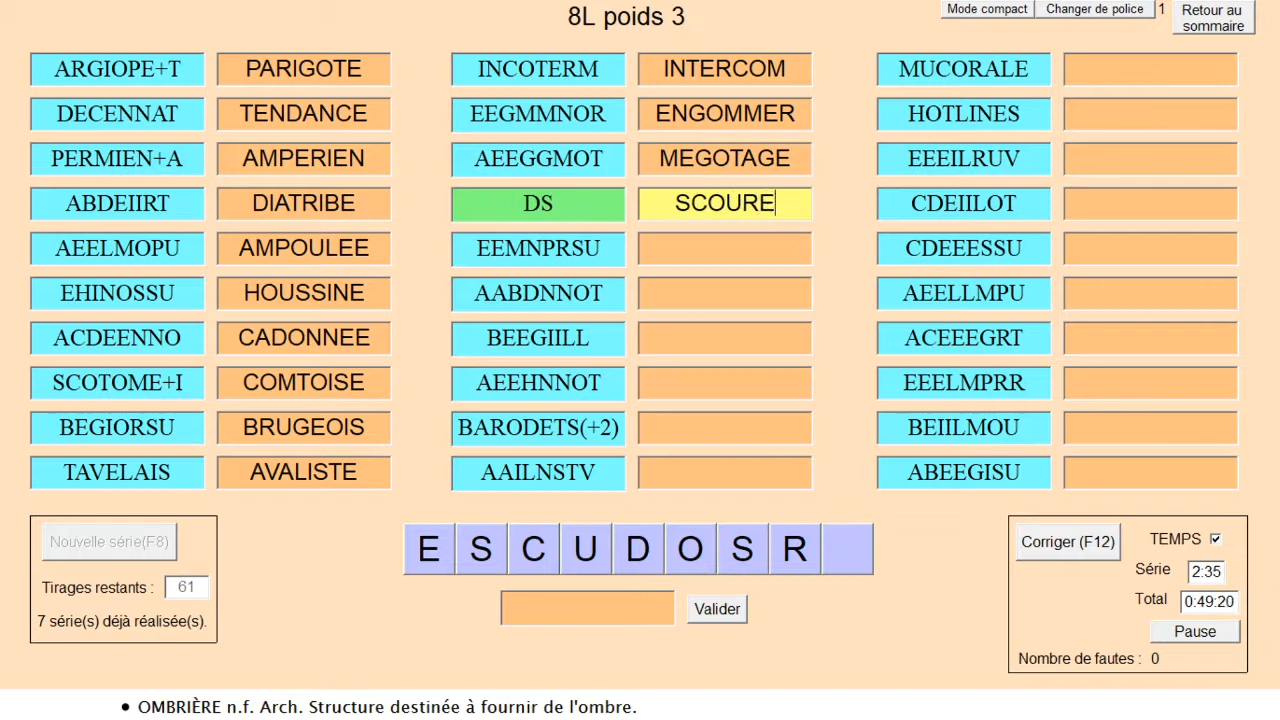 8L poids 3
Mode compact
Changer de police
1
Retour au
sommaire
ARGIOPE+T PARIGOTE
DECENNAT TENDANCE
PERMIEN+A AMPERIEN
ABDEIIRT DIATRIBE
AEELMOPU AMPOULEE
EHINOSSU HOUSSINE
ACDEENNO CADONNEE
SCOTOME+I COMTOISE
BEGIORSU BRUGEOIS
TAVELAIS AVALISTE
INCOTERM INTERCOM
EEGMMNOR ENGOMMER
AEEGGMOT MEGOTAGE
DS SCOURE
EEMNPRSU
AABDNNOT
BEEGIILL
AEEHNNOT
BARODETS(+2)
AAILNSTV
MUCORALE
HOTLINES
EEEILRUV
CDEIILOT
CDEEESSU
AEELLMPU
ACEEEGRT
EEELMPRR
BEIILMOU
ABEEGISU
Nouvelle série(F8)
Tirages restants : 61
7 série(s) déjà réalisée(s).
E S C U D O S R
Valider
Corriger (F12)
TEMPS
Série 2:35
Total 0:49:20
Pause
Nombre de fautes : 0
• OMBRIÈRE n.f. Arch. Structure destinée à fournir de l'ombre.